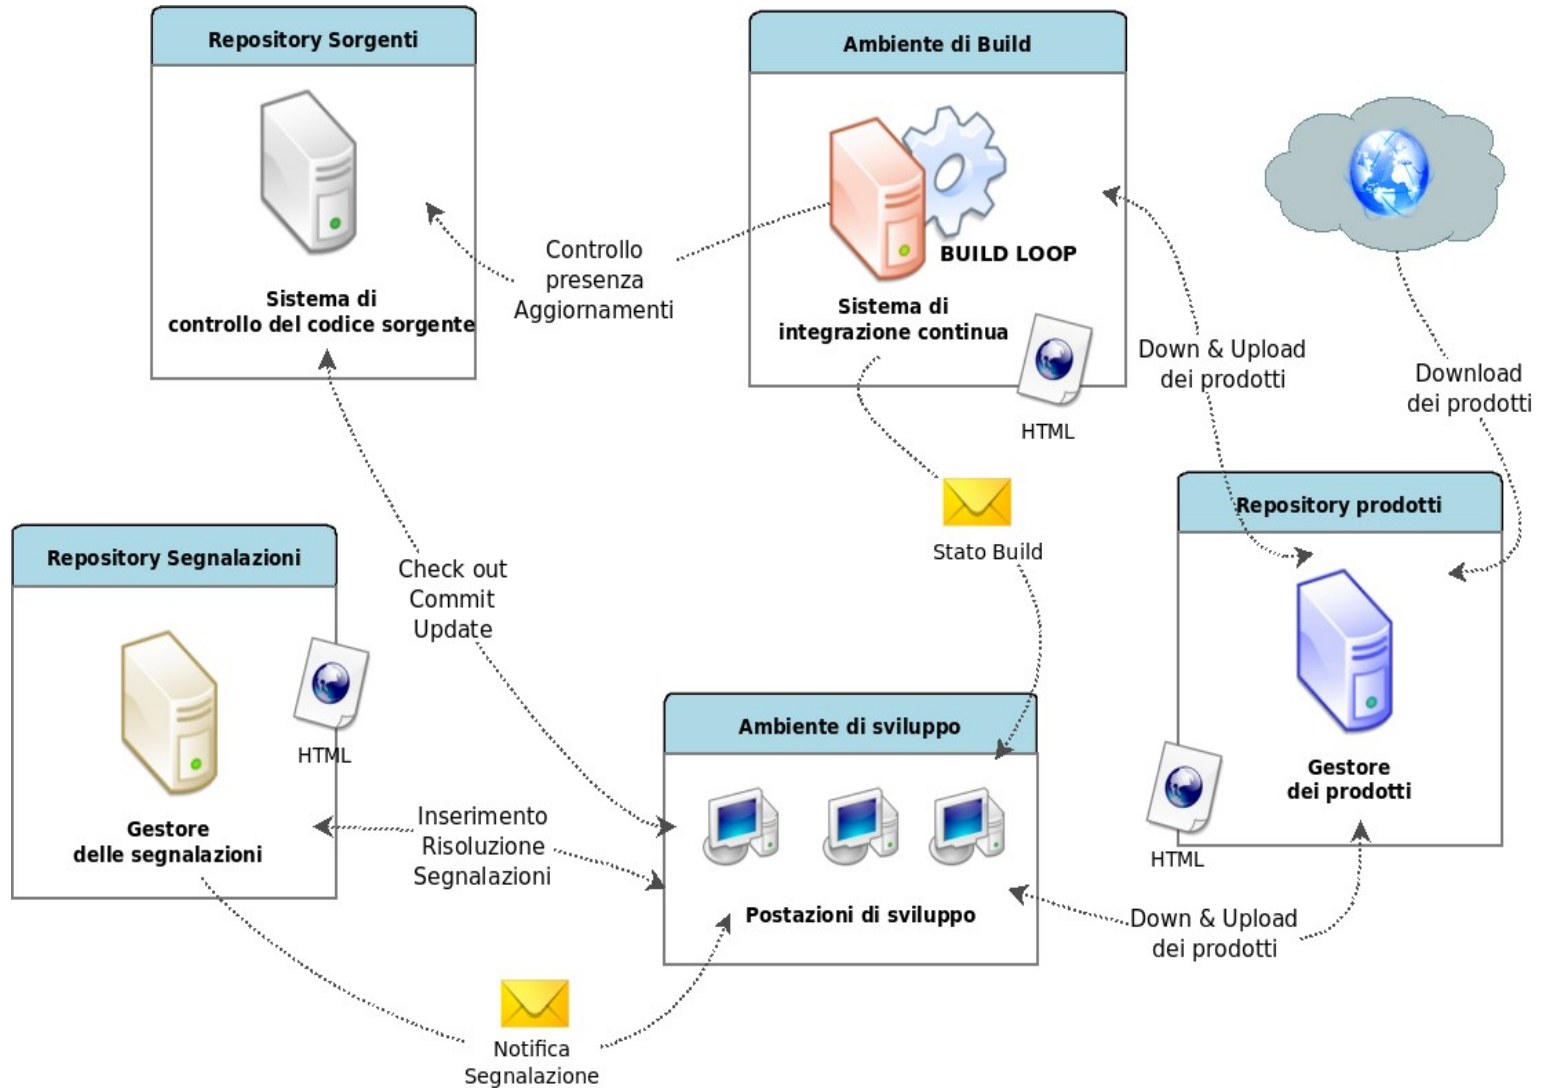 Repository Sorgenti
Sistema di
controllo del codice sorgente
Controllo
presenza
Aggiornamenti
Ambiente di Build
BUILD LOOP
Sistema di
integrazione continua
HTML
Down & Upload
dei prodotti
Download
dei prodotti
Stato Build
Repository prodotti
Gestore
dei prodotti
HTML
Repository Segnalazioni
HTML
Gestore
delle segnalazioni
Check out
Commit
Update
Inserimento
Risoluzione
Segnalazioni
Ambiente di sviluppo
Postazioni di sviluppo
Down & Upload
dei prodotti
Notifica
Segnalazione